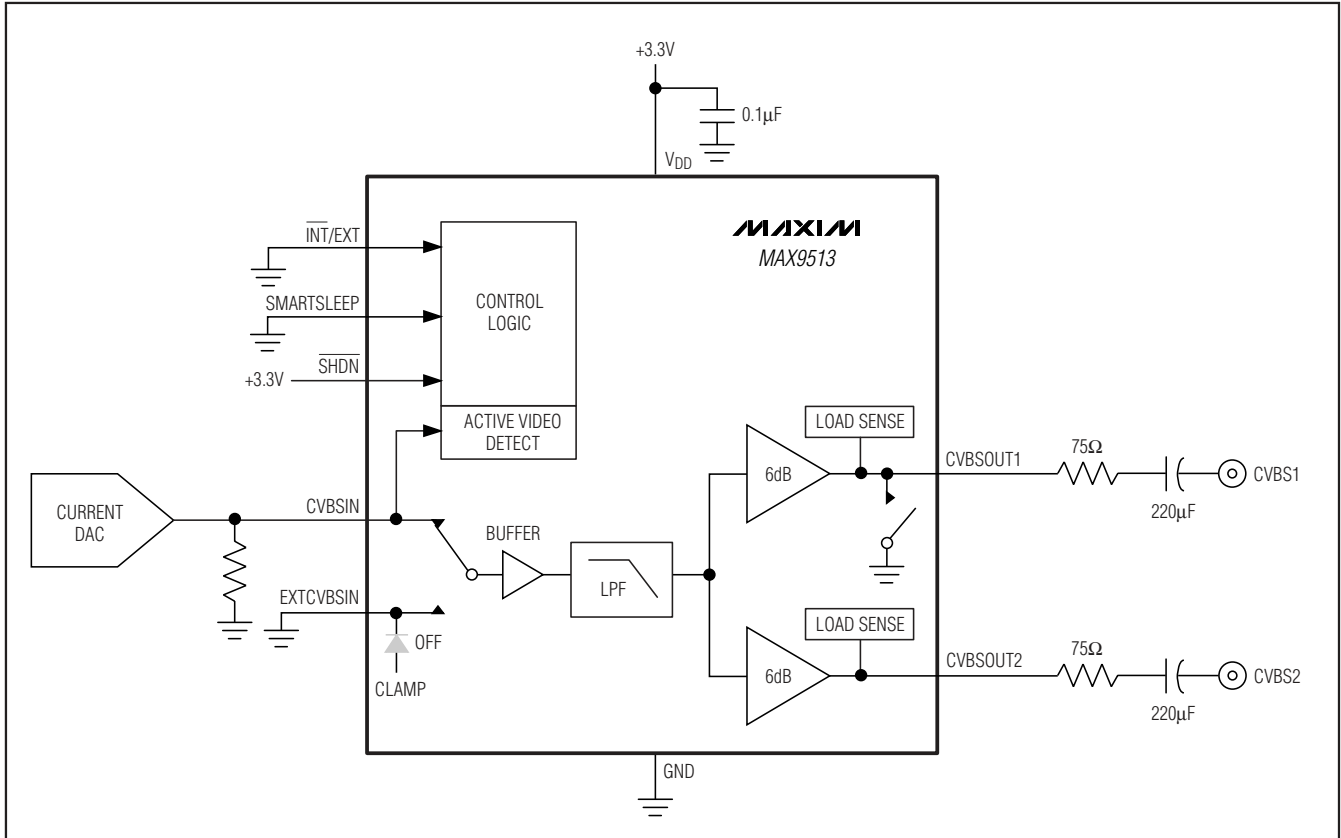 +3.3V
0.1μF
VDD
INT/EXT
MAXIM
MAX9513
SMARTSLEEP
CONTROL
LOGIC
SHDN
+3.3V
ACTIVE VIDEO
DETECT
LOAD SENSE
CVBSOUT1
75Ω
6dB
CVBS1
220μF
CURRENT
DAC
CVBSIN
BUFFER
LPF
EXTCVBSIN
OFF
CLAMP
LOAD SENSE
CVBSOUT2
75Ω
6dB
CVBS2
220μF
GND